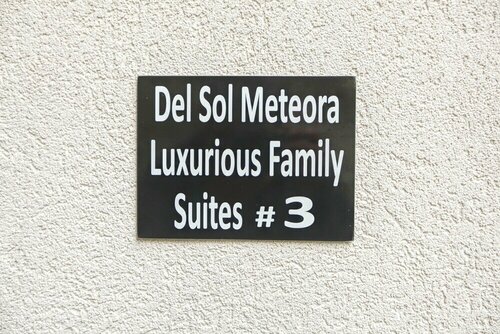 Del Sol Meteora
Luxurious Family
Suites # 3